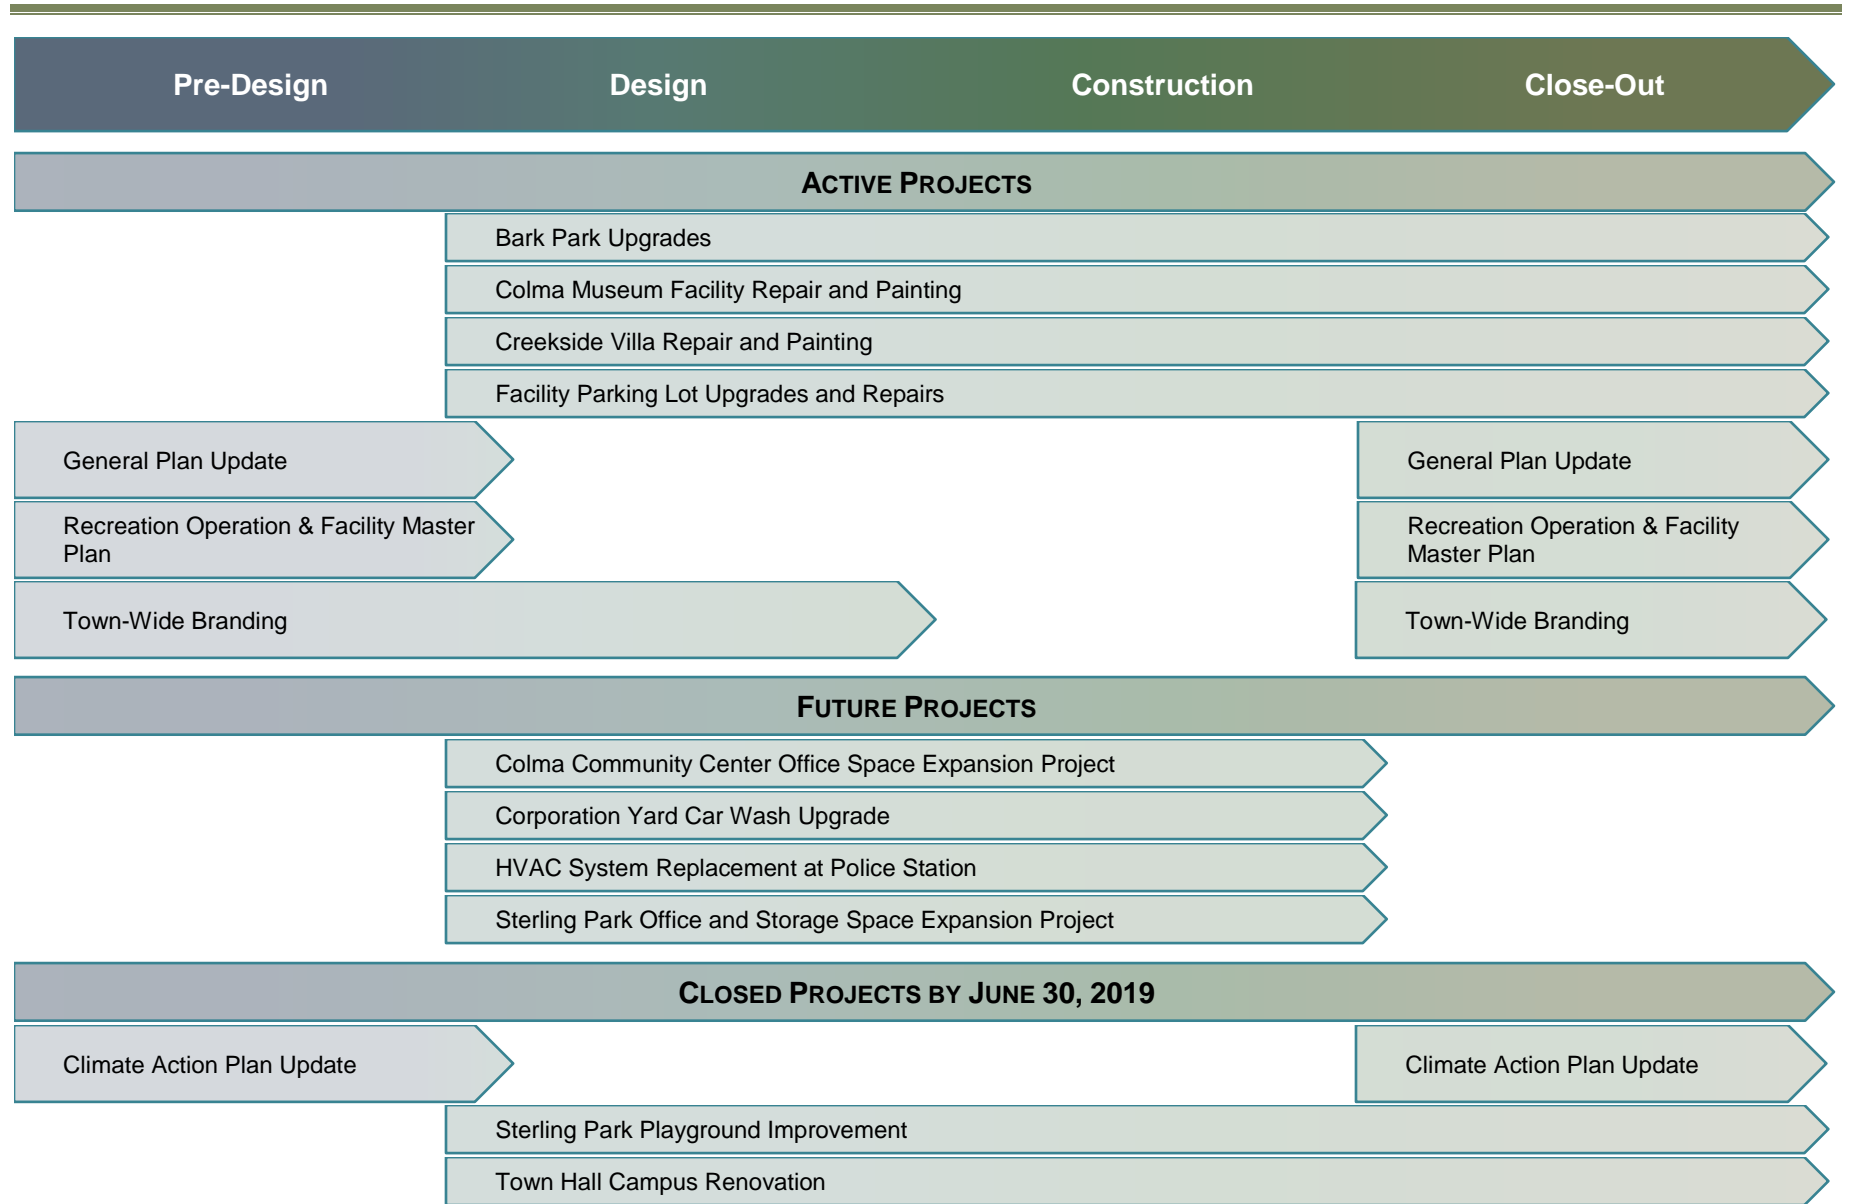 Pre-Design Design Construction Close-Out
ACTIVE PROJECTS
Bark Park Upgrades
Colma Museum Facility Repair and Painting
Creekside Villa Repair and Painting
Facility Parking Lot Upgrades and Repairs
General Plan Update
General Plan Update
Recreation Operation & Facility Master
Plan
Recreation Operation & Facility
Master Plan
Town-Wide Branding
Town-Wide Branding
FUTURE PROJECTS
Colma Community Center Office Space Expansion Project
Corporation Yard Car Wash Upgrade
HVAC System Replacement at Police Station
Sterling Park Office and Storage Space Expansion Project
CLOSED PROJECTS BY JUNE 30, 2019
Climate Action Plan Update
Climate Action Plan Update
Sterling Park Playground Improvement
Town Hall Campus Renovation